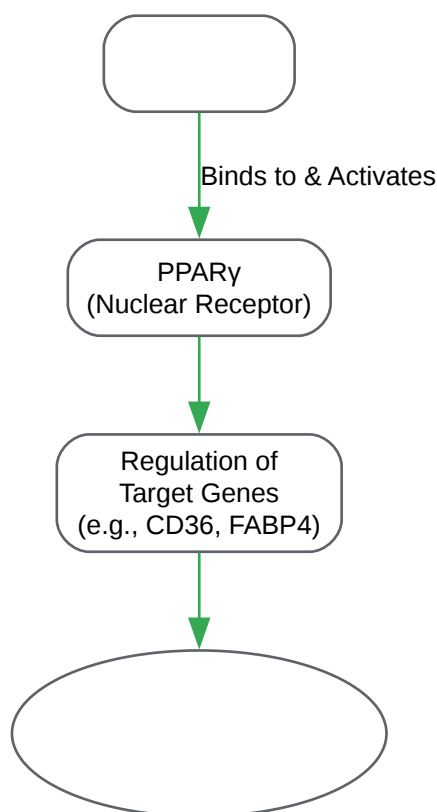 Binds to & Activates
PPARγ
(Nuclear Receptor)
Regulation of
Target Genes
(e.g., CD36, FABP4)